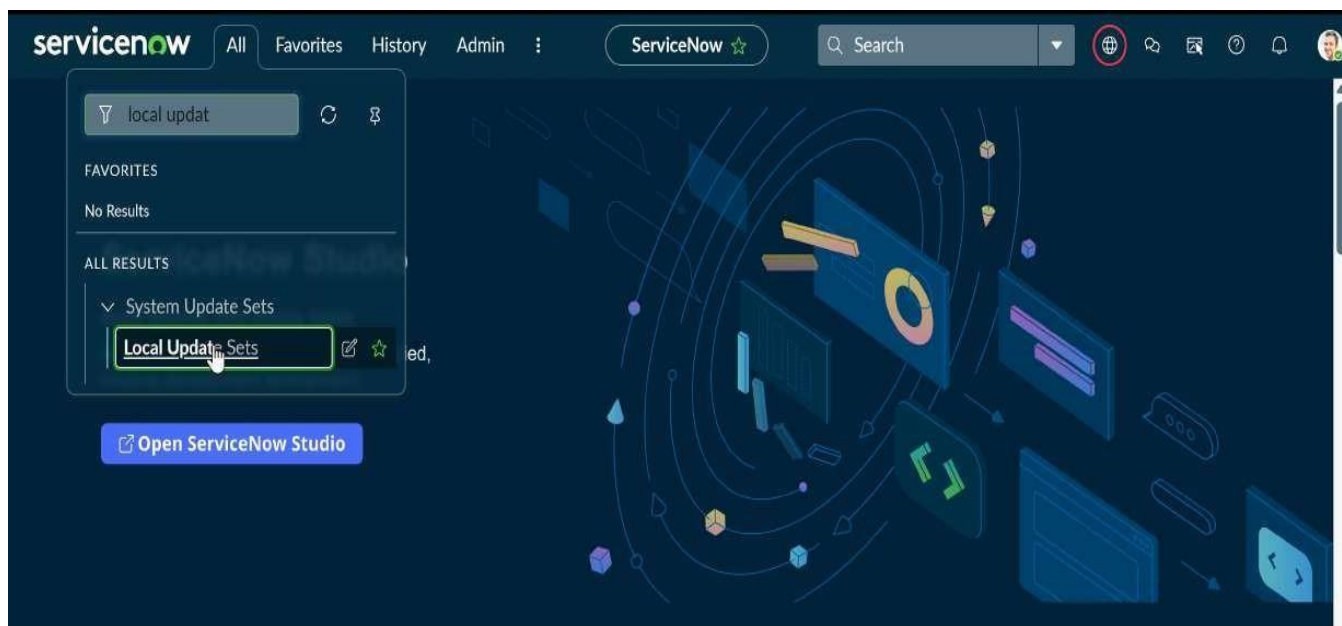 servicenow All Favorites History Admin ServiceNow Search
local updat
FAVORITES
No Results
ALL RESULTS
System Update Sets
Local Update Sets
ied,
Open ServiceNow Studio